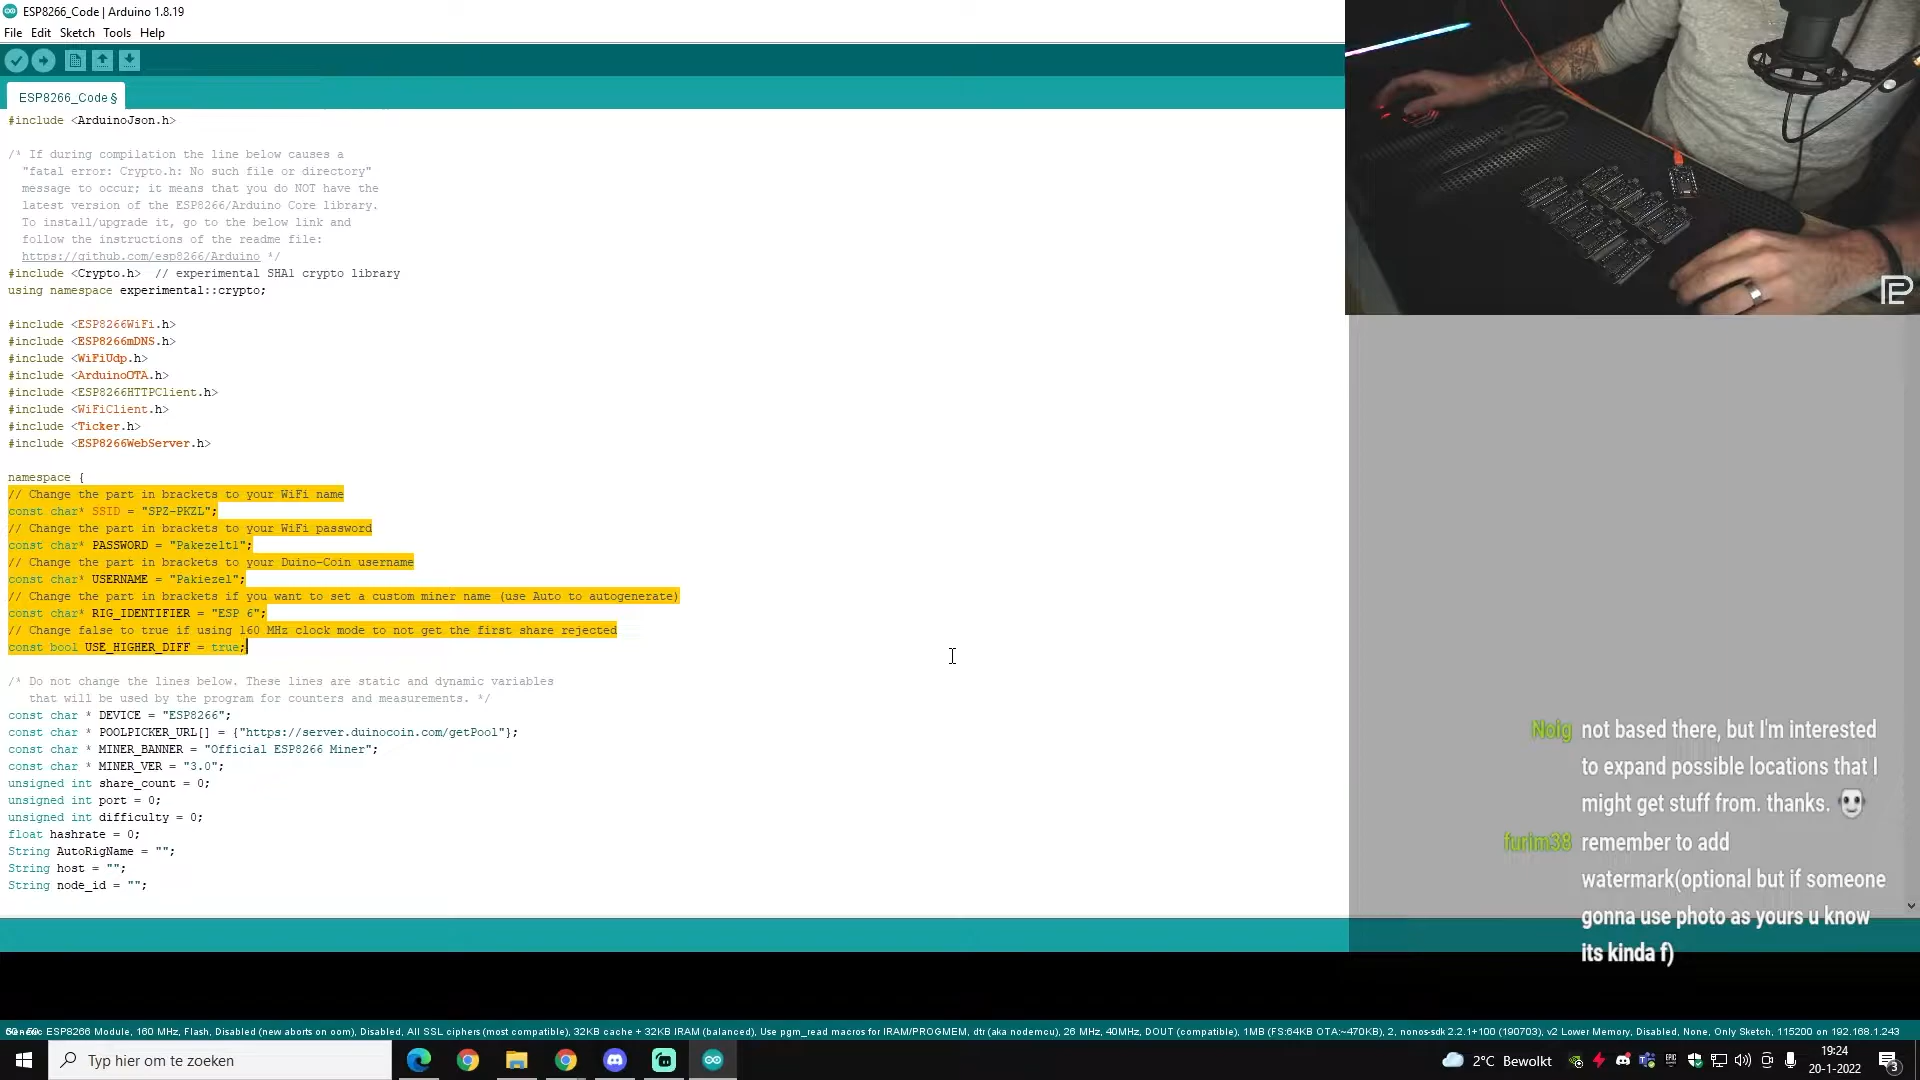 ESP8266_Code | Arduino 1.8.19
File Edit Sketch Tools Help
ESP8266_Code §
#include <ArduinoJson.h>
/* If during compilation the line below causes a
"fatal error: Crypto.h: No such file or directory"
message to occur; it means that you do NOT have the
latest version of the ESP8266/Arduino Core library.
To install/upgrade it, go to the below link and
follow the instructions of the readme file:
https://github.com/esp8266/Arduino */
#include <Crypto.h>  // experimental SHA1 crypto library
using namespace experimental::crypto;
#include <ESP8266WiFi.h>
#include <ESP8266mDNS.h>
#include <WiFiUdp.h>
#include <ArduinoOTA.h>
#include <ESP8266HTTPClient.h>
#include <WiFiClient.h>
#include <Ticker.h>
#include <ESP8266WebServer.h>
namespace {
// Change the part in brackets to your WiFi name
const char* SSID = "SPZ-PKZL";
// Change the part in brackets to your WiFi password
const char* PASSWORD = "Pakezelt1";
// Change the part in brackets to your Duino-Coin username
const char* USERNAME = "Pakiezel";
// Change the part in brackets if you want to set a custom miner name (use Auto to autogenerate)
const char* RIG_IDENTIFIER = "ESP 6";
// Change false to true if using 160 MHz clock mode to not get the first share rejected
const bool USE_HIGHER_DIFF = true;
/* Do not change the lines below. These lines are static and dynamic variables
that will be used by the program for counters and measurements. */
const char * DEVICE = "ESP8266";
const char * POOLPICKER_URL[] = {"https://server.duinocoin.com/getPool"};
const char * MINER_BANNER = "Official ESP8266 Miner";
const char * MINER_VER = "3.0";
unsigned int share_count = 0;
unsigned int port = 0;
unsigned int difficulty = 0;
float hashrate = 0;
String AutoRigName = "";
String host = "";
String node_id = "";
Noig not based there, but I'm interested
to expand possible locations that I
might get stuff from. thanks.
furim38 remember to add
watermark(optional but if someone
gonna use photo as yours u know
its kinda f)
ESP8266 Module, 160 MHz, Flash, Disabled (new aborts on oom), Disabled, All SSL ciphers (most compatible), 32KB cache + 32KB IRAM (balanced), Use pgm_read macros for IRAM/PROGMEM, dtr (aka nodemcu), 26 MHz, 40MHz, DOUT (compatible), 1MB (FS:64KB OTA:~470KB), 2, nonos-sdk 2.2.1+100 (190703), v2 Lower Memory, Disabled, None, Only Sketch, 115200 on 192.168.1.243
Typ hier om te zoeken
2°C Bewolkt
19:24
20-1-2022
3